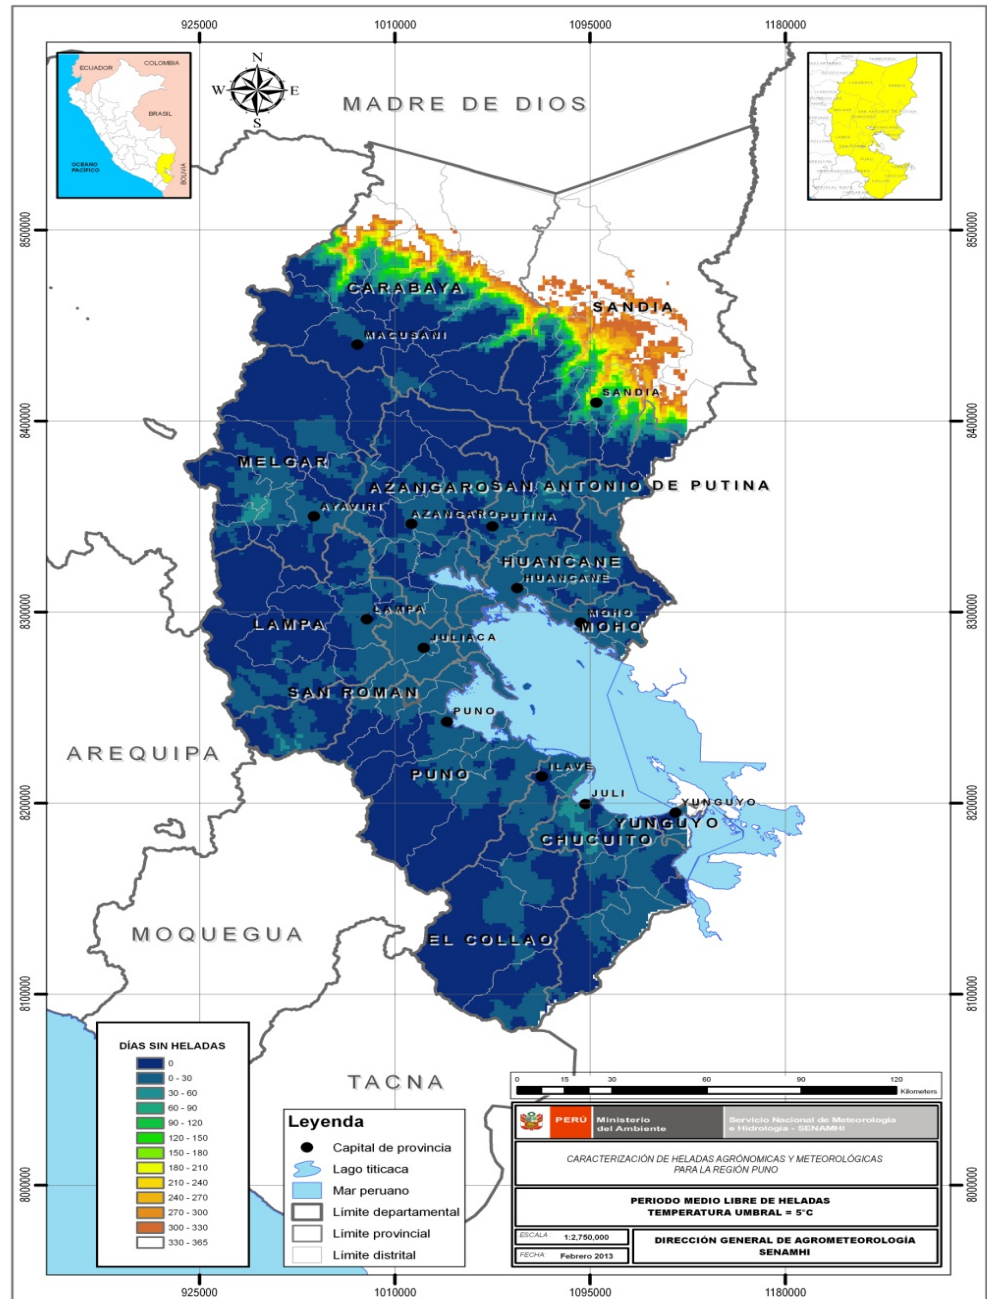 925000
1010000
1095000
1180000
ECUADOR
COLOMBIA
BRASIL
OCEANO
PACÍFICO
BOLIVIA
N
W
E
S
MADRE DE DIOS
8500000
8500000
CARABAYA
SANDIA
MACUSANI
SANDIA
8400000
8400000
MELGAR
AZANGARO
SAN ANTONIO DE PUTINA
AYAVIRI
AZANGARO
PUTINA
HUANCANE
HUANCANE
8300000
8300000
LAMPA
LAMPA
MOHO
MOHO
JULIACA
SAN ROMAN
PUNO
AREQUIPA
PUNO
ILAVE
JULI
YUNGUYO
8200000
8200000
YUNGUYO
CHUCUITO
MOQUEGUA
EL COLLAO
8100000
8100000
TACNA
DÍAS SIN HELADAS
0
0 - 30
30 - 60
60 - 90
90 - 120
120 - 150
150 - 180
180 - 210
210 - 240
240 - 270
270 - 300
300 - 330
330 - 365
Leyenda
Capital de provincia
Lago titicaca
Mar peruano
Límite departamental
Límite provincial
Límite distrital
0 15 30 60 90 120
Kilometers
PERÚ
Ministerio
del Ambiente
Servicio Nacional de Meteorología
e Hidrología - SENAMHI
CARACTERIZACIÓN DE HELADAS AGRÓNOMICAS Y METEOROLÓGICAS
PARA LA REGIÓN PUNO
PERIODO MEDIO LIBRE DE HELADAS
TEMPERATURA UMBRAL = 5°C
ESCALA : 1:2,750,000
FECHA: Febrero 2013
DIRECCIÓN GENERAL DE AGROMETEOROLOGÍA
SENAMHI
8000000
8000000
925000
1010000
1095000
1180000